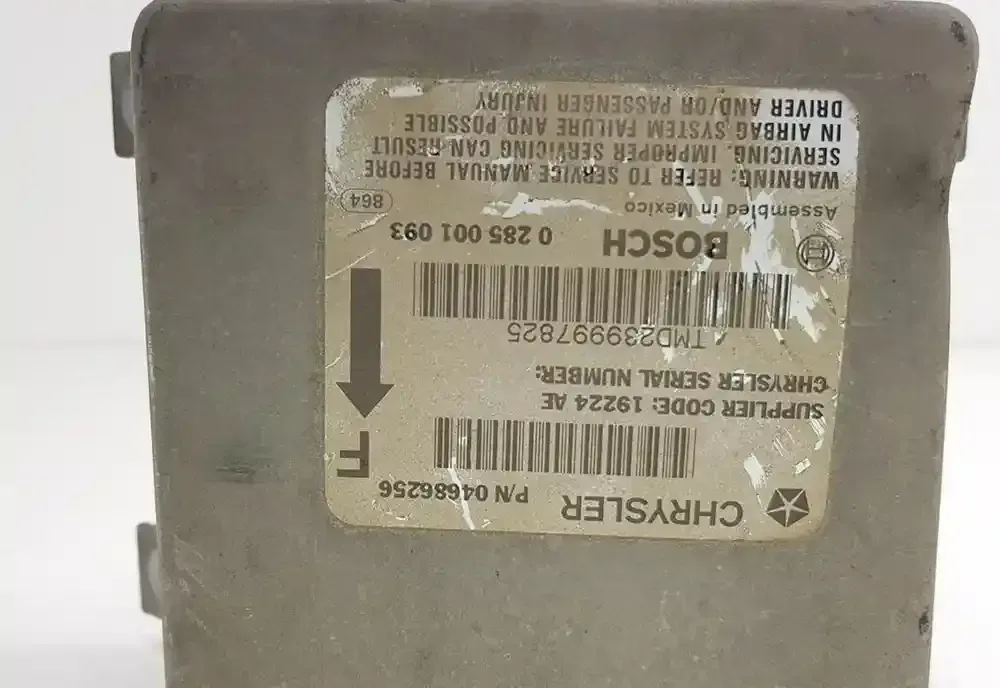 CHRYSLER P/N 04686256
SUPPLIER CODE: 19224 AE
CHRYSLER SERIAL NUMBER:
TMD239997825
BOSCH 0 285 001 093
Assembled in Mexico 864
WARNING: REFER TO SERVICE MANUAL BEFORE
SERVICING. IMPROPER SERVICING CAN RESULT
IN AIRBAG SYSTEM FAILURE AND POSSIBLE
DRIVER AND/OR PASSENGER INJURY
F